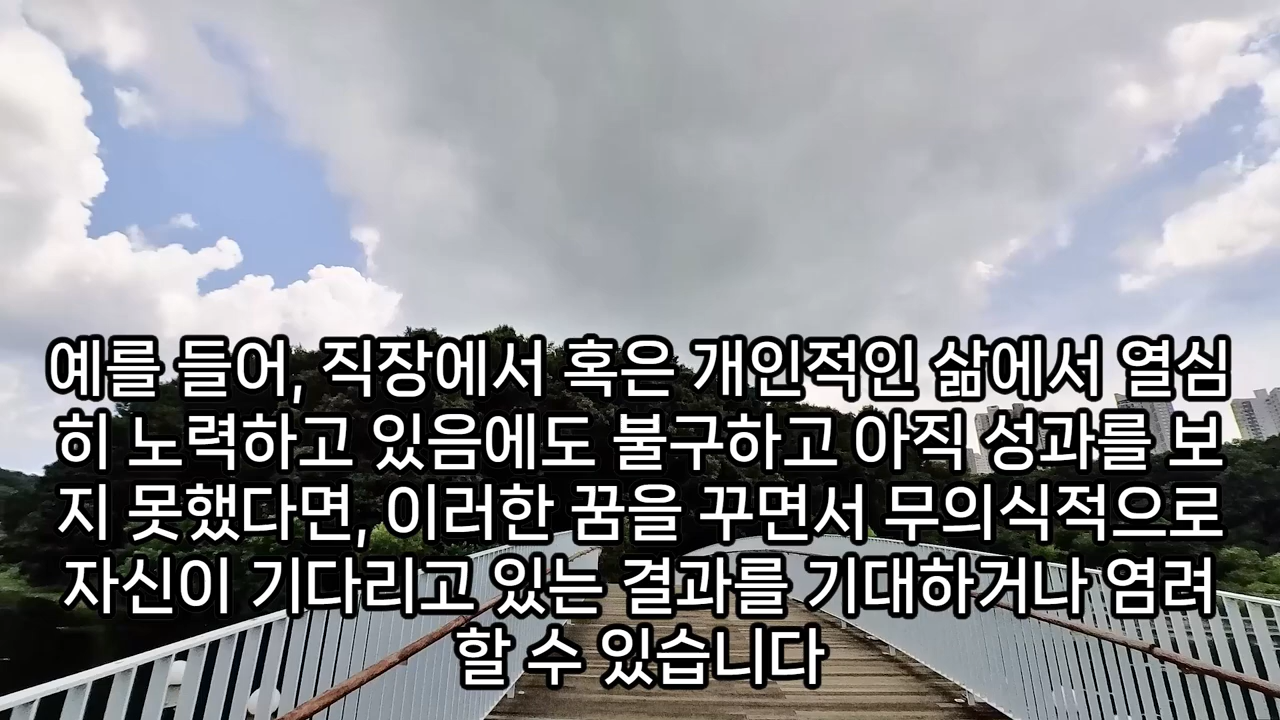 예를 들어, 직장에서 혹은 개인적인 삶에서 열심
히 노력하고 있음에도 불구하고 아직 성과를 보
지 못했다면, 이러한 꿈을 꾸면서 무의식적으로
자신이 기다리고 있는 결과를 기대하거나 염려
할 수 있습니다